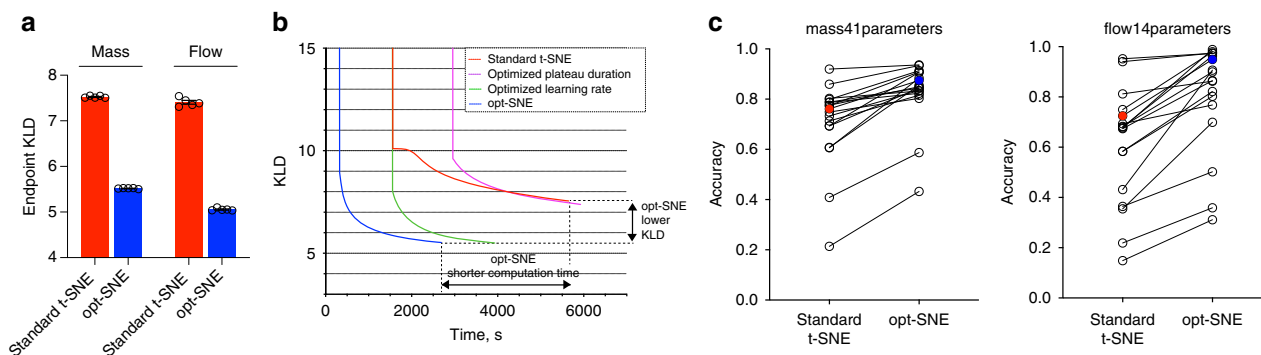 a
Mass
Flow
Endpoint KLD
8
7
6
5
4
Standard t-SNE
opt-SNE
Standard t-SNE
opt-SNE
b
KLD
15
10
5
0
2000
4000
6000
Time, s
Standard t-SNE
Optimized plateau duration
Optimized learning rate
opt-SNE
opt-SNE
lower
KLD
opt-SNE
shorter computation time
c
mass41parameters
Accuracy
1.0
0.8
0.6
0.4
0.2
0.0
Standard
t-SNE
opt-SNE
flow14parameters
Accuracy
1.0
0.8
0.6
0.4
0.2
0.0
Standard
t-SNE
opt-SNE